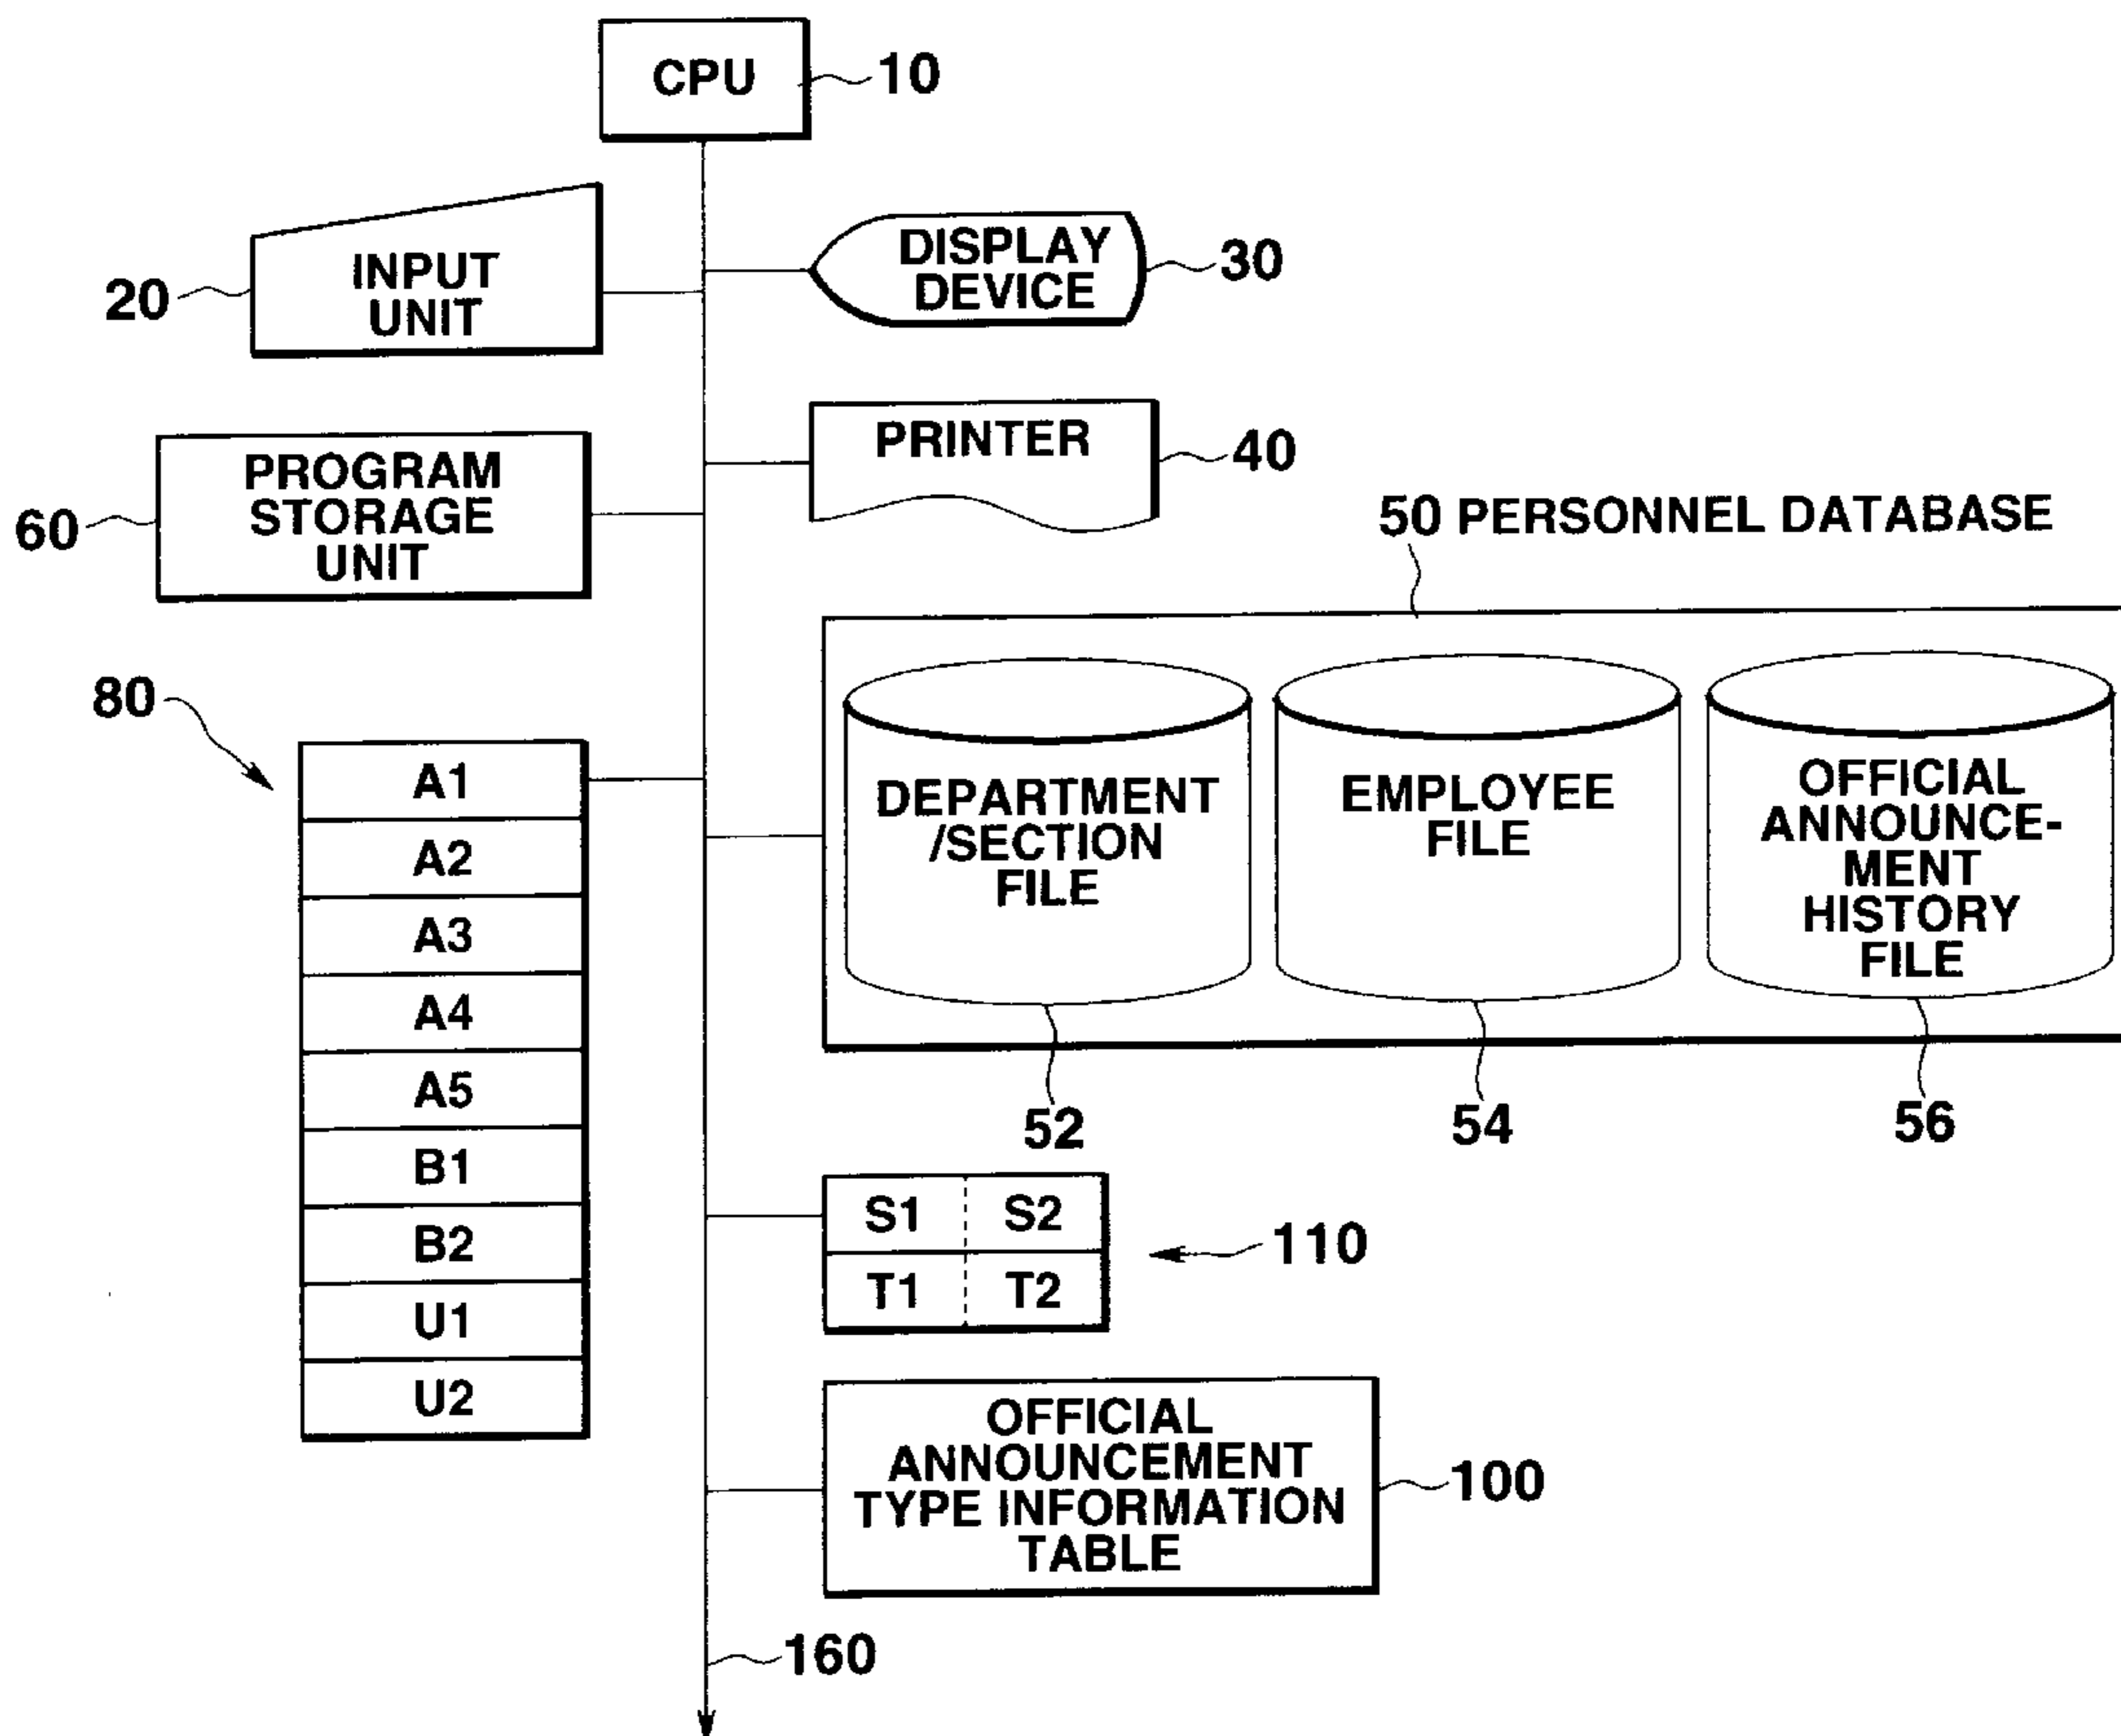 CPU
10
INPUT
UNIT
20
DISPLAY
DEVICE
30
PRINTER
40
PROGRAM
STORAGE
UNIT
60
50 PERSONNEL DATABASE
DEPARTMENT
/SECTION
FILE
52
EMPLOYEE
FILE
54
OFFICIAL
ANNOUNCE-
MENT
HISTORY
FILE
56
80
A1
A2
A3
A4
A5
B1
B2
U1
U2
S1 S2
T1 T2
110
OFFICIAL
ANNOUNCEMENT
TYPE INFORMATION
TABLE
100
160